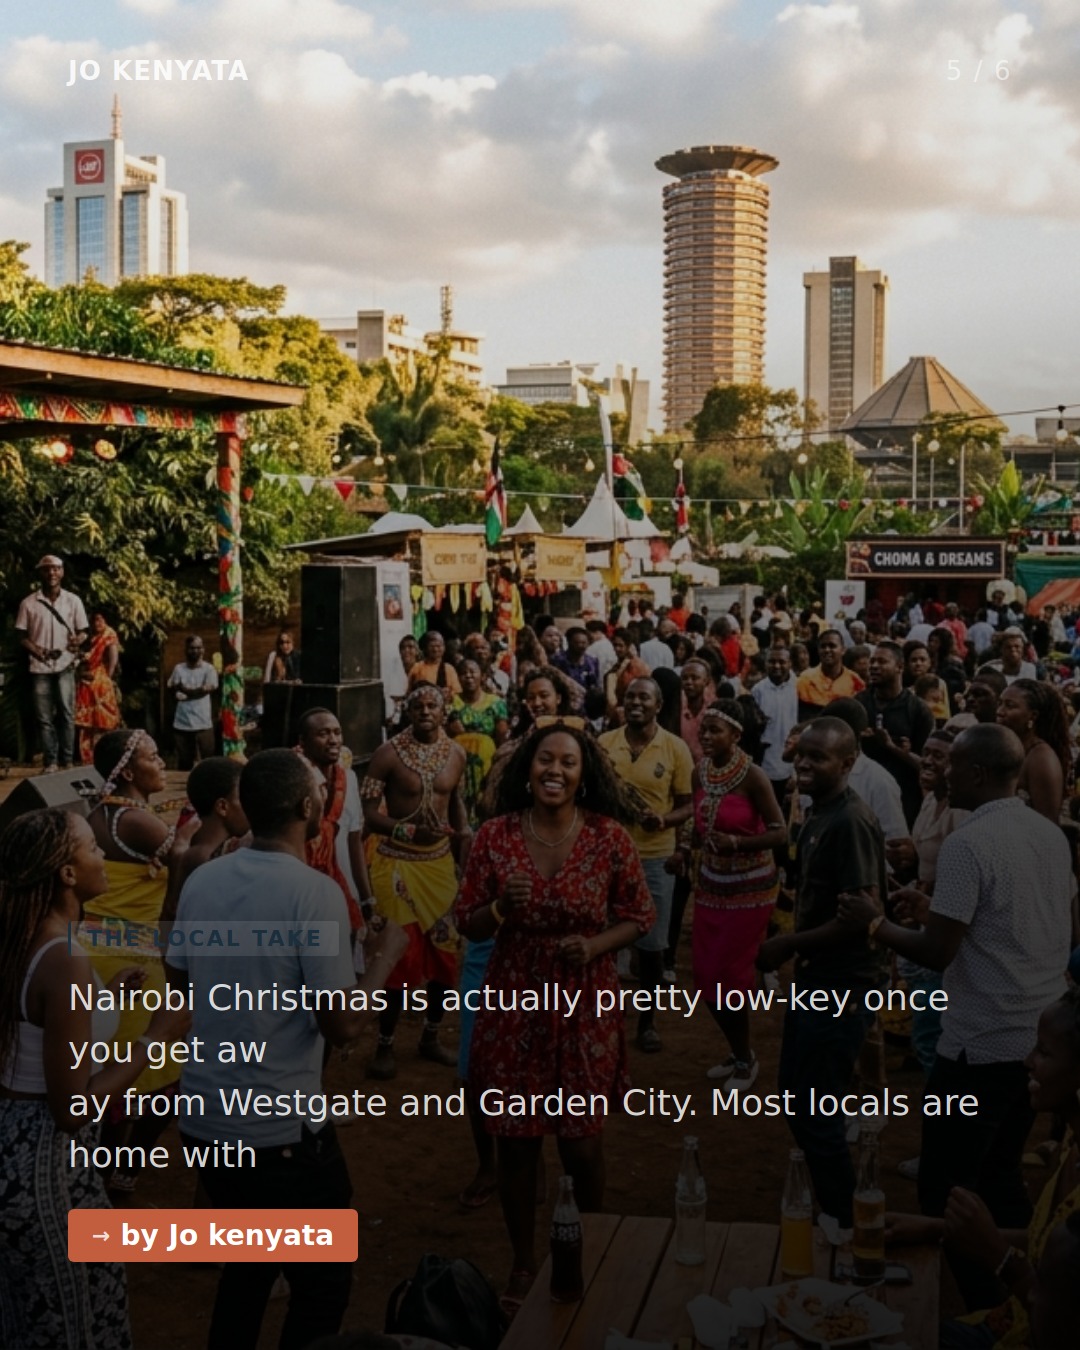 JO KENYATA
5 / 6
CHOMA & DREAMS
THE LOCAL TAKE
Nairobi Christmas is actually pretty low-key once
you get aw
ay from Westgate and Garden City. Most locals are
home with
→ by Jo kenyata